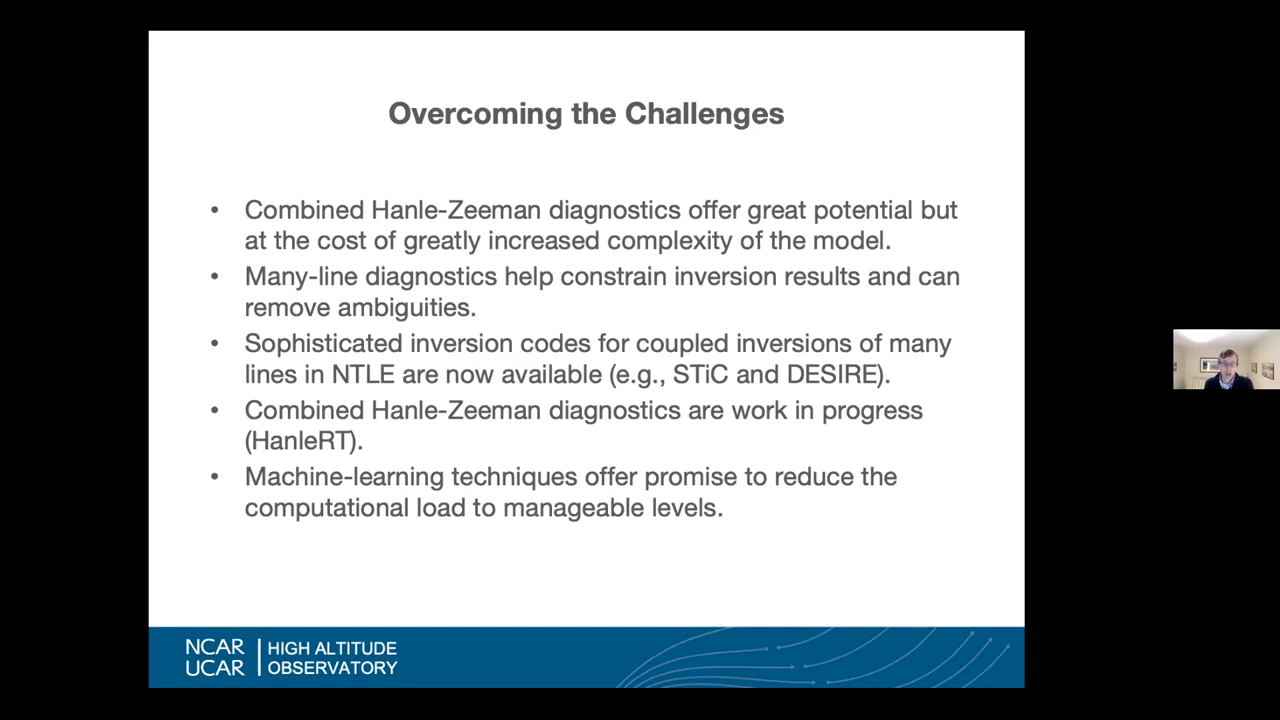 Overcoming the Challenges
• Combined Hanle-Zeeman diagnostics offer great potential but
at the cost of greatly increased complexity of the model.
• Many-line diagnostics help constrain inversion results and can
remove ambiguities.
• Sophisticated inversion codes for coupled inversions of many
lines in NTLE are now available (e.g., STiC and DESIRE).
• Combined Hanle-Zeeman diagnostics are work in progress
(HanleRT).
• Machine-learning techniques offer promise to reduce the
computational load to manageable levels.
NCAR
UCAR
HIGH ALTITUDE
OBSERVATORY